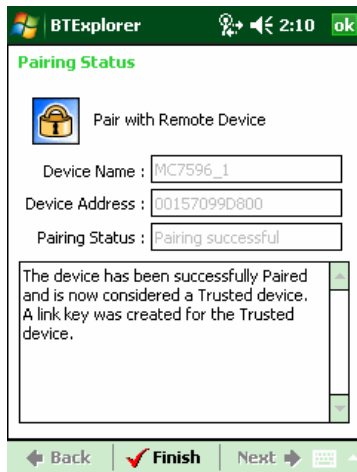 BTExplorer 2:10 ok
Pairing Status
Pair with Remote Device
Device Name : MC7596_1
Device Address : 00157099D800
Pairing Status : Pairing successful
The device has been successfully Paired
and is now considered a Trusted device.
A link key was created for the Trusted
device.
Back Finish Next